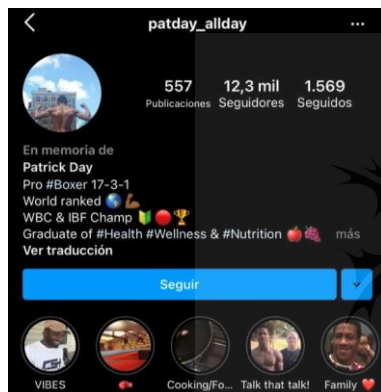 patday_allday
557 12,3 mil 1.569
Publicaciones Seguidores Seguidos
En memoria de
Patrick Day
Pro #Boxer 17-3-1
World ranked 🌎💪🏾
WBC & IBF Champ 🔰🔴🏆
Graduate of #Health #Wellness & #Nutrition 🍎🍇 más
Ver traducción
Seguir
VIBES 🥊 Cooking/Fo... Talk that talk! Family ❤️